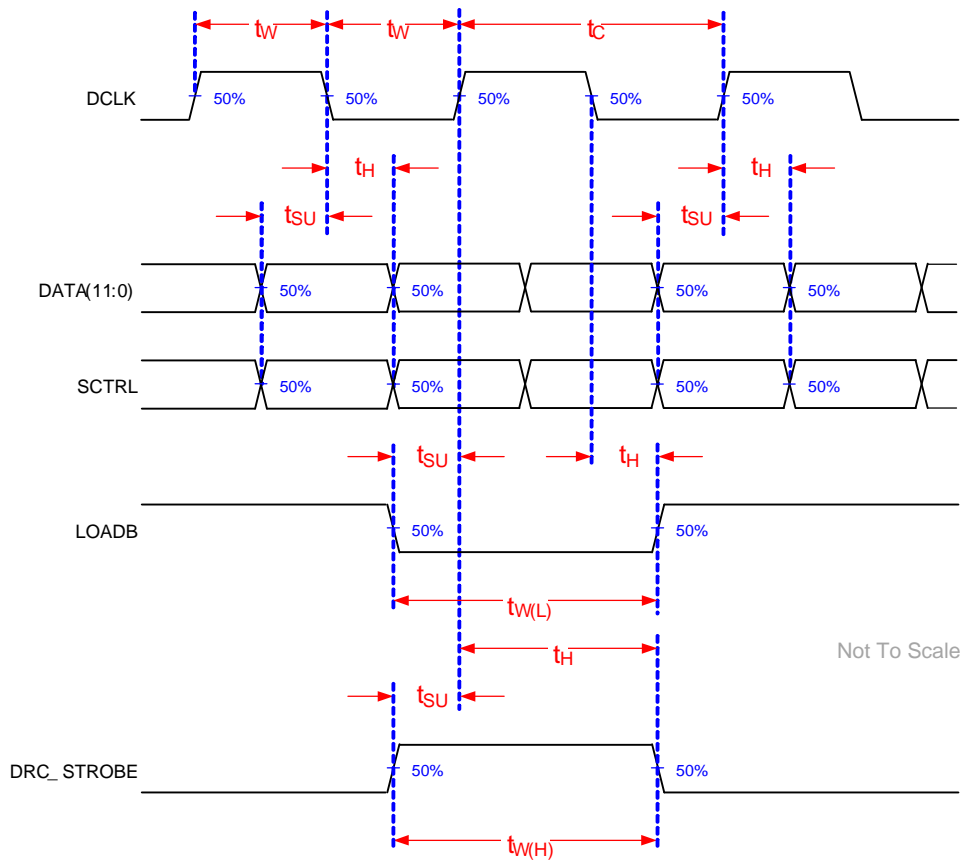 tW tW tC
DCLK 50% 50% 50% 50% 50%
tH tH
tSU tSU
DATA(11:0) 50% 50% 50% 50%
SCTRL 50% 50% 50% 50%
tSU tH
LOADB 50% 50%
tW(L)
tH
Not To Scale
tSU
DRC_ STROBE 50% 50%
tW(H)